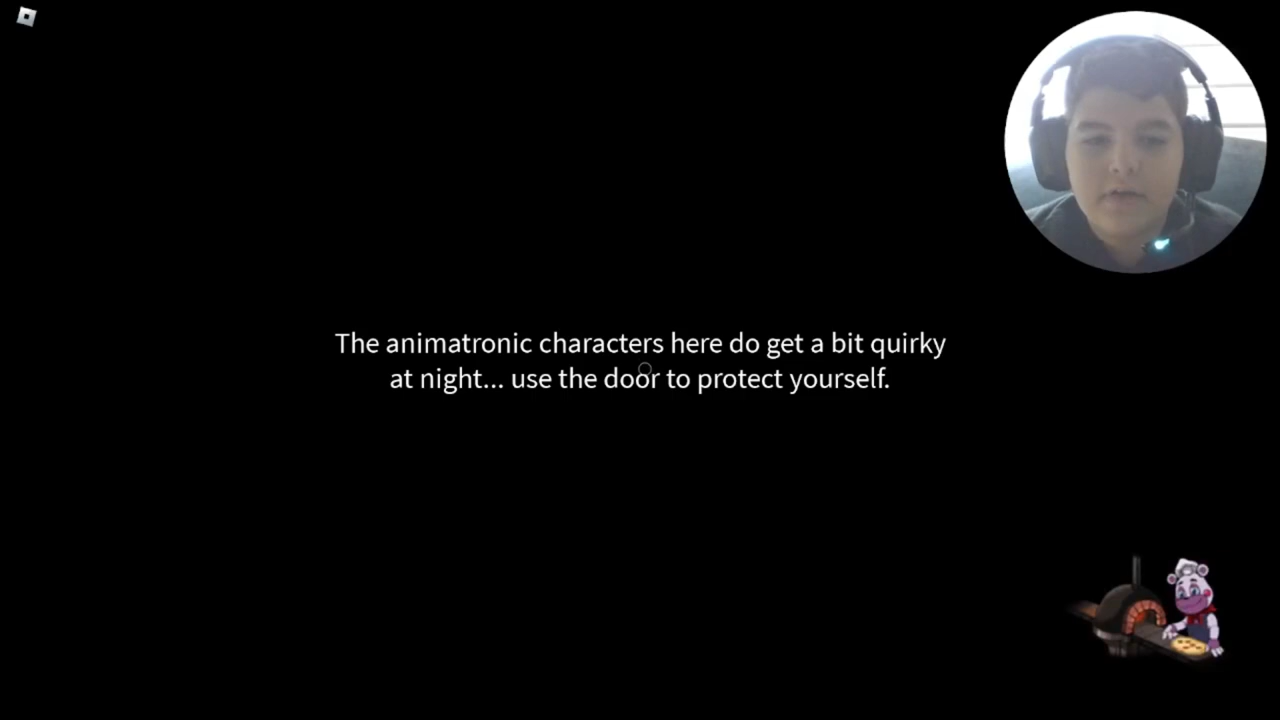 The animatronic characters here do get a bit quirky
at night... use the door to protect yourself.